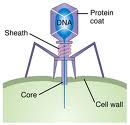 Protein
coat
DNA
Sheath
Core
Cell wall